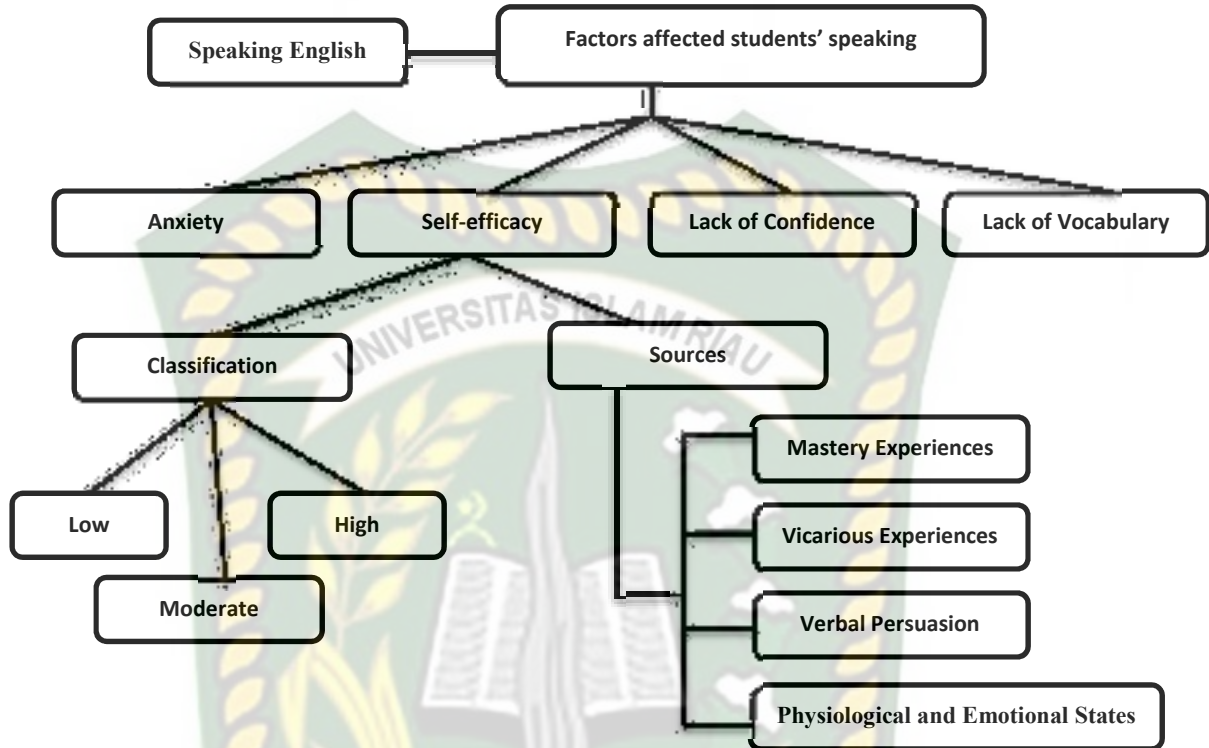 Speaking English
Factors affected students' speaking
Anxiety
Self-efficacy
Lack of Confidence
Lack of Vocabulary
UNIVERSITAS ISLAM RIAU
Classification
Sources
Low
High
Moderate
Mastery Experiences
Vicarious Experiences
Verbal Persuasion
Physiological and Emotional States